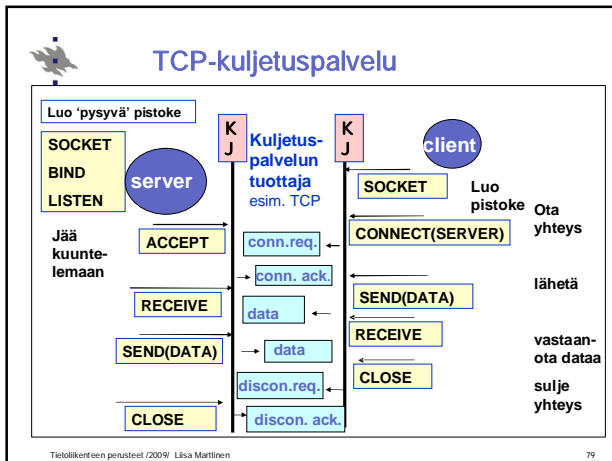 TCP-kuljetuspalvelu
Luo ‘pysyvä’ pistoke
SOCKET
BIND
LISTEN
server
K
J
Kuljetus-
palvelun
tuottaja
esim. TCP
K
J
client
SOCKET
Luo
pistoke
Jää
kuunte-
lemaan
ACCEPT
conn.req.
CONNECT(SERVER)
Ota
yhteys
conn. ack.
RECEIVE
data
SEND(DATA)
lähetä
SEND(DATA)
data
RECEIVE
vastaan-
ota dataa
discon.req.
CLOSE
sulje
yhteys
CLOSE
discon. ack.
Tietoliikenteen perusteet /2009/ Liisa Marttinen
79